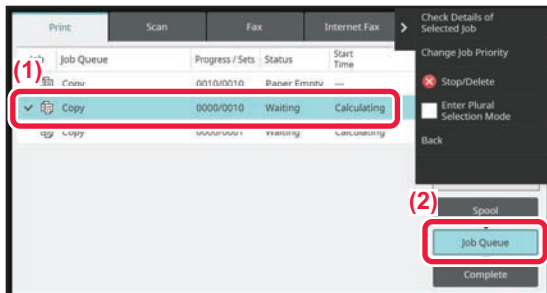 Print Scan Fax Internet Fax
Check Details of
Selected Job
Change Job Priority
Stop/Delete
Enter Plural
Selection Mode
Back
Job Queue Progress / Sets Status Start
Time
(1)
Copy 0010/0010 Paper Empty ---
Copy 0000/0010 Waiting Calculating
Copy 0000/0001 Waiting Calculating
(2)
Spool
Job Queue
Complete